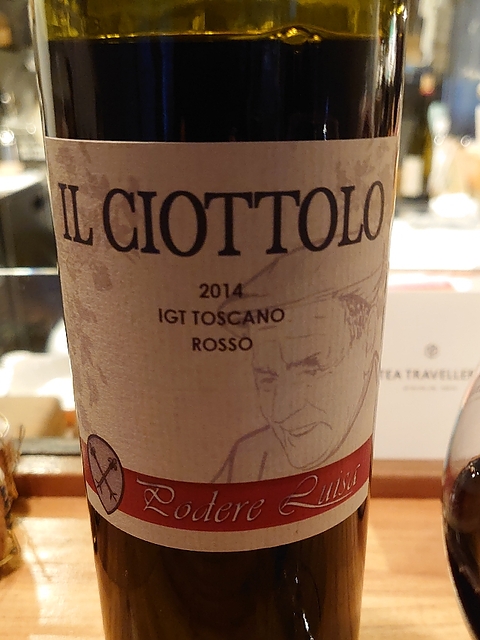 IL CIOTTOLO
2014
IGT TOSCANO
ROSSO
Podere Luisa
TEA TRAVELLER